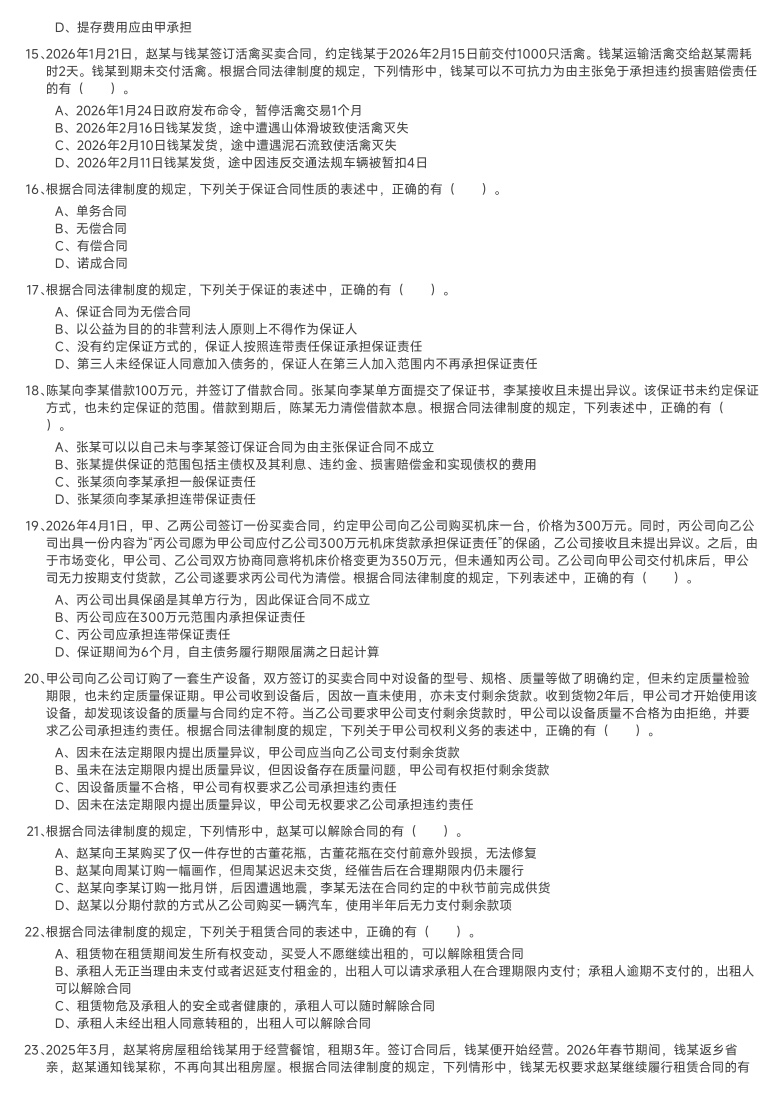 D、提存费用应由甲承担
15、2026年1月21日，赵某与钱某签订活禽买卖合同，约定钱某于2026年2月15日前交付1000只活禽。钱某运输活禽交给赵某需耗
时2天。钱某到期未交付活禽。根据合同法律制度的规定，下列情形中，钱某可以不可抗力为由主张免于承担违约损害赔偿责任
的有（　　）。
A、2026年1月24日政府发布命令，暂停活禽交易1个月
B、2026年2月16日钱某发货，途中遭遇山体滑坡致使活禽灭失
C、2026年2月10日钱某发货，途中遭遇泥石流致使活禽灭失
D、2026年2月11日钱某发货，途中因违反交通法规车辆被暂扣4日
16、根据合同法律制度的规定，下列关于保证合同性质的表述中，正确的有（　　）。
A、单务合同
B、无偿合同
C、有偿合同
D、诺成合同
17、根据合同法律制度的规定，下列关于保证的表述中，正确的有（　　）。
A、保证合同为无偿合同
B、以公益为目的的非营利法人原则上不得作为保证人
C、没有约定保证方式的，保证人按照连带责任保证承担保证责任
D、第三人未经保证人同意加入债务的，保证人在第三人加入范围内不再承担保证责任
18、陈某向李某借款100万元，并签订了借款合同。张某向李某单方面提交了保证书，李某接收且未提出异议。该保证书未约定保证
方式，也未约定保证的范围。借款到期后，陈某无力清偿借款本息。根据合同法律制度的规定，下列表述中，正确的有（
）。
A、张某可以以自己未与李某签订保证合同为由主张保证合同不成立
B、张某提供保证的范围包括主债权及其利息、违约金、损害赔偿金和实现债权的费用
C、张某须向李某承担一般保证责任
D、张某须向李某承担连带保证责任
19、2026年4月1日，甲、乙两公司签订一份买卖合同，约定甲公司向乙公司购买机床一台，价格为300万元。同时，丙公司向乙公
司出具一份内容为“丙公司愿为甲公司应付乙公司300万元机床货款承担保证责任”的保函，乙公司接收且未提出异议。之后，由
于市场变化，甲公司、乙公司双方协商同意将机床价格变更为350万元，但未通知丙公司。乙公司向甲公司交付机床后，甲公
司无力按期支付货款，乙公司遂要求丙公司代为清偿。根据合同法律制度的规定，下列表述中，正确的有（　　）。
A、丙公司出具保函是其单方行为，因此保证合同不成立
B、丙公司应在300万元范围内承担保证责任
C、丙公司应承担连带保证责任
D、保证期间为6个月，自主债务履行期限届满之日起计算
20、甲公司向乙公司订购了一套生产设备，双方签订的买卖合同中对设备的型号、规格、质量等做了明确约定，但未约定质量检验
期限，也未约定质量保证期。甲公司收到设备后，因故一直未使用，亦未支付剩余货款。收到货物2年后，甲公司才开始使用该
设备，却发现该设备的质量与合同约定不符。当乙公司要求甲公司支付剩余货款时，甲公司以设备质量不合格为由拒绝，并要
求乙公司承担违约责任。根据合同法律制度的规定，下列关于甲公司权利义务的表述中，正确的有（　　）。
A、因未在法定期限内提出质量异议，甲公司应当向乙公司支付剩余货款
B、虽未在法定期限内提出质量异议，但因设备存在质量问题，甲公司有权拒付剩余货款
C、因设备质量不合格，甲公司有权要求乙公司承担违约责任
D、因未在法定期限内提出质量异议，甲公司无权要求乙公司承担违约责任
21、根据合同法律制度的规定，下列情形中，赵某可以解除合同的有（　　）。
A、赵某向王某购买了仅一件存世的古董花瓶，古董花瓶在交付前意外毁损，无法修复
B、赵某向周某订购一幅画作，但周某迟迟未交货，经催告后在合理期限内仍未履行
C、赵某向李某订购一批月饼，后因遭遇地震，李某无法在合同约定的中秋节前完成供货
D、赵某以分期付款的方式从乙公司购买一辆汽车，使用半年后无力支付剩余款项
22、根据合同法律制度的规定，下列关于租赁合同的表述中，正确的有（　　）。
A、租赁物在租赁期间发生所有权变动，买受人不愿继续出租的，可以解除租赁合同
B、承租人无正当理由未支付或者迟延支付租金的，出租人可以请求承租人在合理期限内支付；承租人逾期不支付的，出租人
可以解除合同
C、租赁物危及承租人的安全或者健康的，承租人可以随时解除合同
D、承租人未经出租人同意转租的，出租人可以解除合同
23、2025年3月，赵某将房屋租给钱某用于经营餐馆，租期3年。签订合同后，钱某便开始经营。2026年春节期间，钱某返乡省
亲，赵某通知钱某称，不再向其出租房屋。根据合同法律制度的规定，下列情形中，钱某无权要求赵某继续履行租赁合同的有